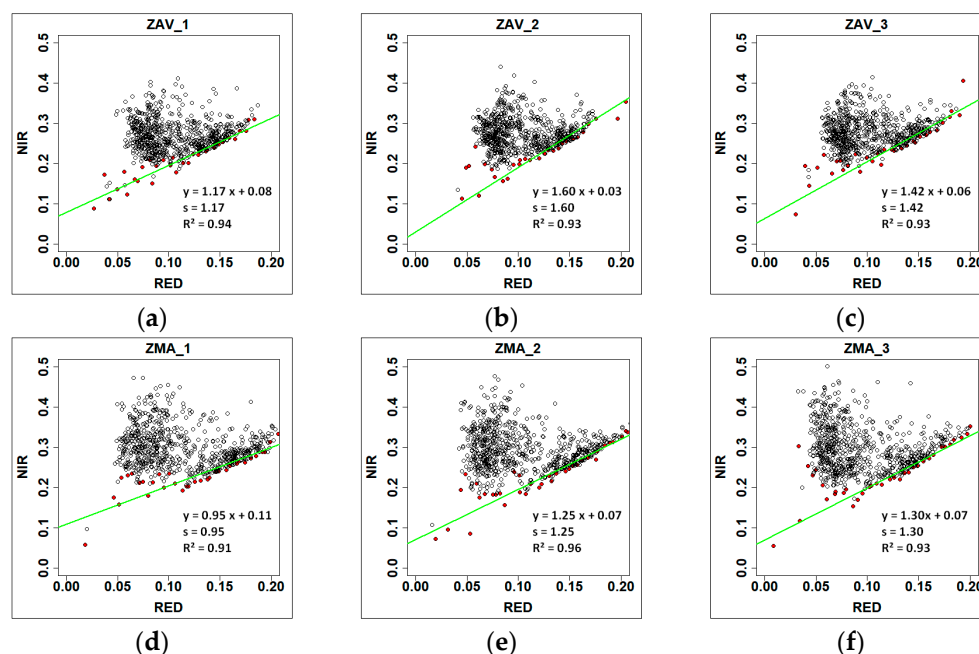 ZAV_1
0.5
0.4
0.3
0.2
0.1
0.0
NIR
y = 1.17 x + 0.08
s = 1.17
R² = 0.94
0.00 0.05 0.10 0.15 0.20
RED
(a)
ZAV_2
0.5
0.4
0.3
0.2
0.1
0.0
NIR
y = 1.60 x + 0.03
s = 1.60
R² = 0.93
0.00 0.05 0.10 0.15 0.20
RED
(b)
ZAV_3
0.5
0.4
0.3
0.2
0.1
0.0
NIR
y = 1.42 x + 0.06
s = 1.42
R² = 0.93
0.00 0.05 0.10 0.15 0.20
RED
(c)
ZMA_1
0.5
0.4
0.3
0.2
0.1
0.0
NIR
y = 0.95 x + 0.11
s = 0.95
R² = 0.91
0.00 0.05 0.10 0.15 0.20
RED
(d)
ZMA_2
0.5
0.4
0.3
0.2
0.1
0.0
NIR
y = 1.25 x + 0.07
s = 1.25
R² = 0.96
0.00 0.05 0.10 0.15 0.20
RED
(e)
ZMA_3
0.5
0.4
0.3
0.2
0.1
0.0
NIR
y = 1.30x + 0.07
s = 1.30
R² = 0.93
0.00 0.05 0.10 0.15 0.20
RED
(f)